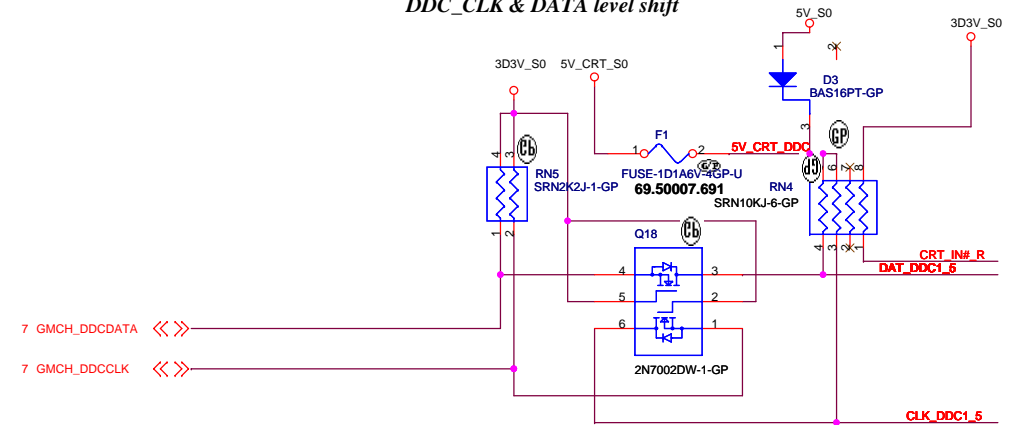 DDC_CLK & DATA level shift
5V_S0
3D3V_S0
3D3V_S0
5V_CRT_S0
1
2
D3
BAS16PT-GP
3
GP
F1
1
2
5V_CRT_DDC
FUSE-1D1A6V-4GP-U
69.50007.691
4
3
RN5
SRN2K2J-1-GP
1
2
RN4
SRN10KJ-6-GP
6
7
8
4
3
2
1
CRT_IN#_R
DAT_DDC1_5
Q18
4
3
5
2
6
1
2N7002DW-1-GP
7 GMCH_DDCDATA
7 GMCH_DDCCLK
CLK_DDC1_5